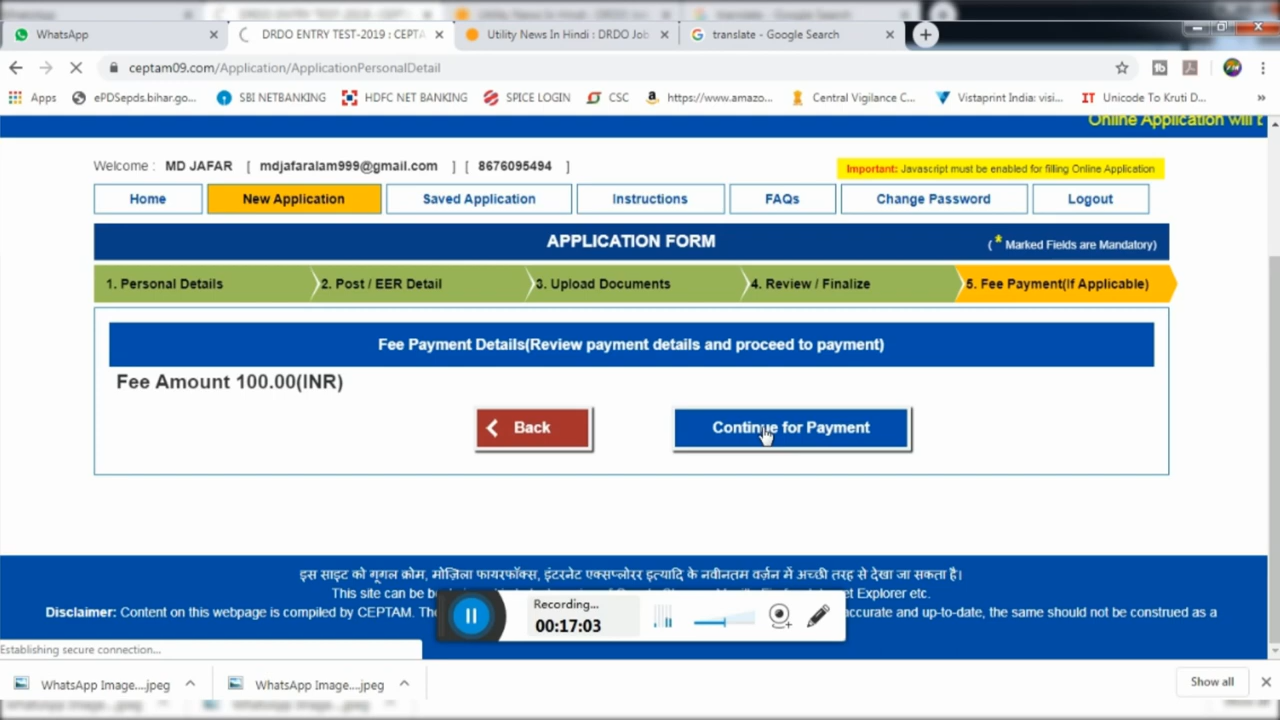 WhatsApp
DRDO ENTRY TEST-2019 : CEPTA
Utility News In Hindi : DRDO Job
translate - Google Search
ceptam09.com/Application/ApplicationPersonalDetail
Apps
ePDSepds.bihar.go...
SBI NETBANKING
HDFC NET BANKING
SPICE LOGIN
CSC
https://www.amazo...
Central Vigilance C...
Vistaprint India: visi...
IT Unicode To Kruti D...
»
Online Application will b
Welcome : MD JAFAR [ mdjafaralam999@gmail.com ] [ 8676095494 ]
Important: Javascript must be enabled for filling Online Application
Home
New Application
Saved Application
Instructions
FAQs
Change Password
Logout
APPLICATION FORM
( * Marked Fields are Mandatory)
1. Personal Details
2. Post / EER Detail
3. Upload Documents
4. Review / Finalize
5. Fee Payment(If Applicable)
Fee Payment Details(Review payment details and proceed to payment)
Fee Amount 100.00(INR)
Back
Continue for Payment
इस साइट को गूगल क्रोम, मोज़िला फायरफॉक्स, इंटरनेट एक्सप्लोरर इत्यादि के नवीनतम वर्ज़न में अच्छी तरह से देखा जा सकता है।
This site can be Explorer etc.
Disclaimer: Content on this webpage is compiled by CEPTAM. accurate and up-to-date, the same should not be construed as a
Recording...
00:17:03
Establishing secure connection...
WhatsApp Image....jpeg
WhatsApp Image....jpeg
Show all